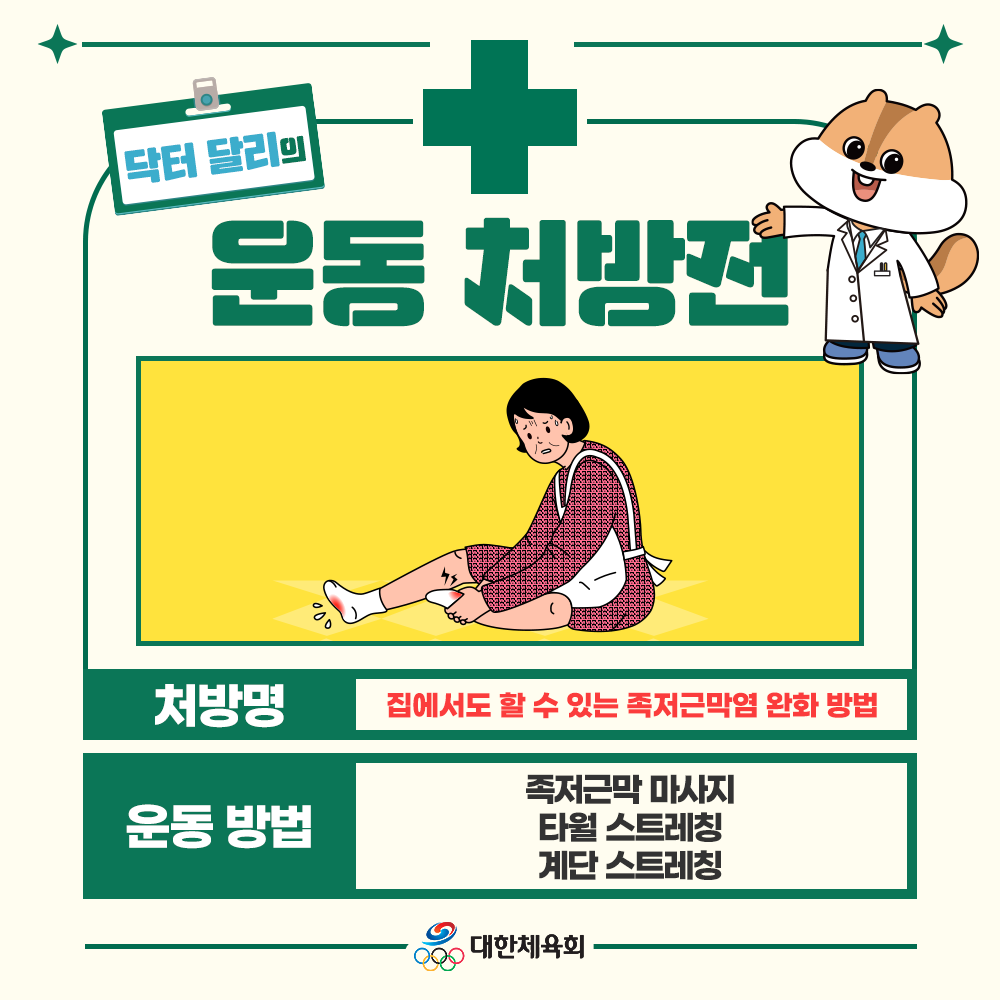 닥터 달리의
운동 처방전
처방명
집에서도 할 수 있는 족저근막염 완화 방법
운동 방법
족저근막 마사지
타월 스트레칭
계단 스트레칭
대한체육회